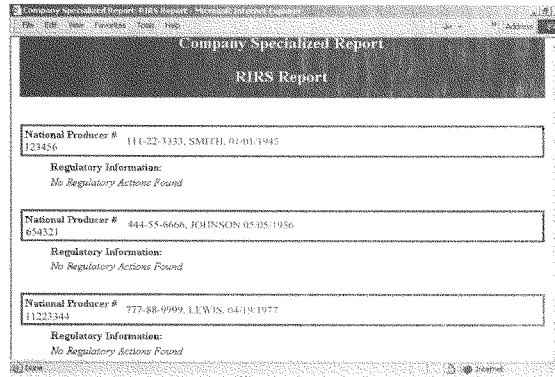 Company Specialized Report RIRS Report - Microsoft Internet Explorer
File Edit View Favorites Tools Help
Address
Company Specialized Report
RIRS Report
National Producer # 111-22-3333, SMITH, 01/01/1945
123456
Regulatory Information:
No Regulatory Actions Found
National Producer # 444-55-6666, JOHNSON 05/05/1956
654321
Regulatory Information:
No Regulatory Actions Found
National Producer # 777-88-9999, LEWIS, 04/19/1977
11223344
Regulatory Information:
No Regulatory Actions Found
Done
Internet